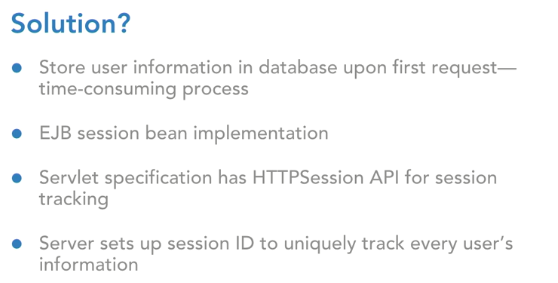 Solution?
● Store user information in database upon first request—
time-consuming process
● EJB session bean implementation
● Servlet specification has HTTPSession API for session
tracking
● Server sets up session ID to uniquely track every user's
information